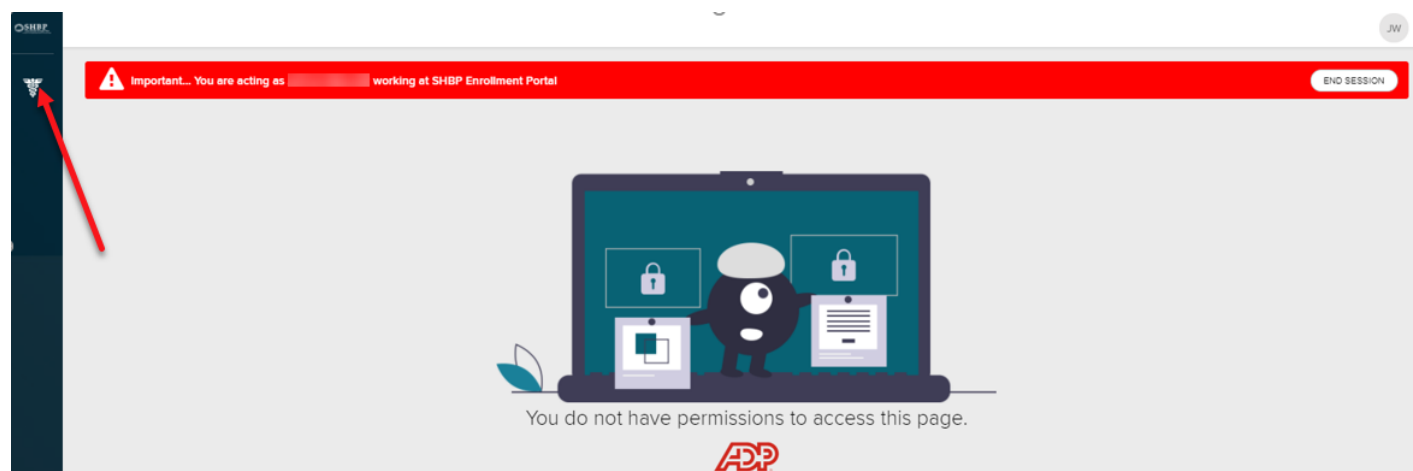 SHBP
JW
Important... You are acting as working at SHBP Enrollment Portal
END SESSION
You do not have permissions to access this page.
ADP